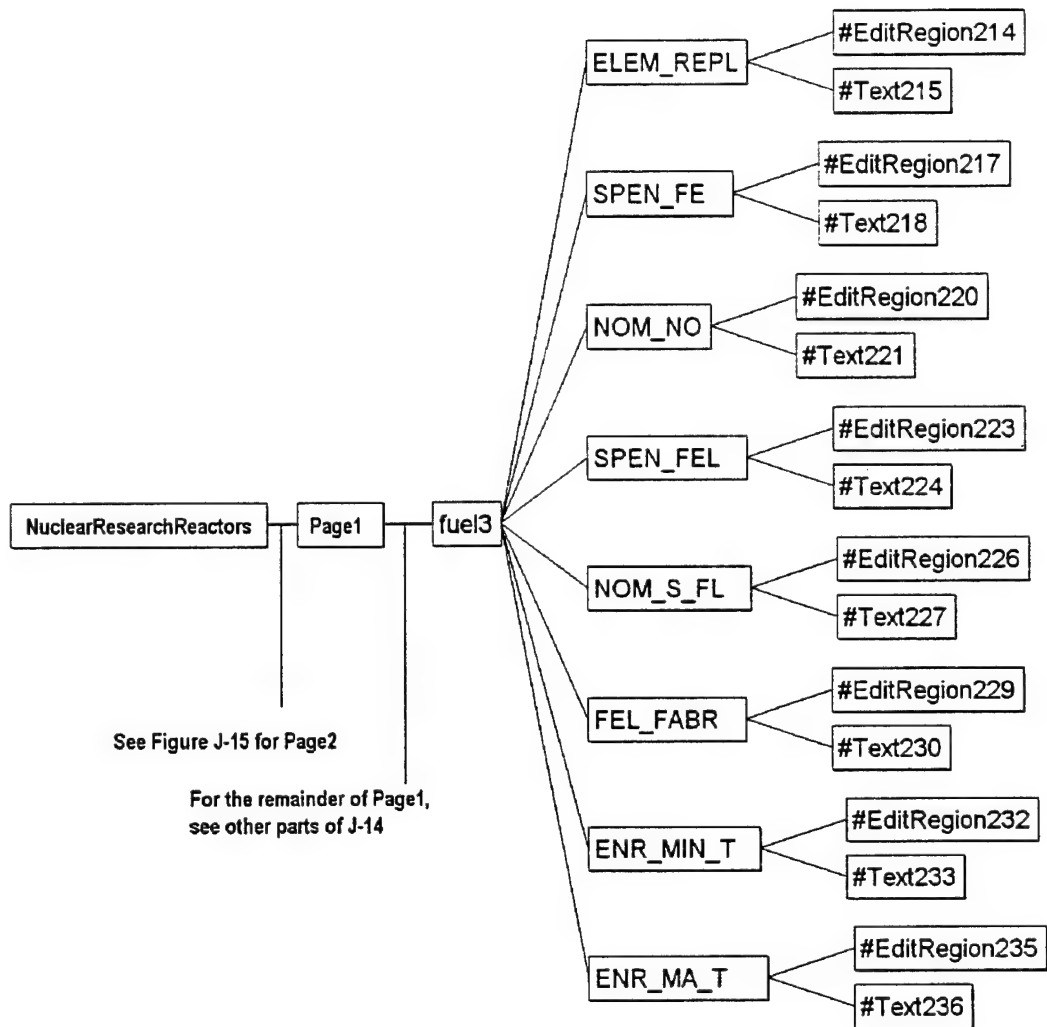 ELEM_REPL
#EditRegion214
#Text215
SPEN_FE
#EditRegion217
#Text218
NOM_NO
#EditRegion220
#Text221
SPEN_FEL
#EditRegion223
#Text224
NuclearResearchReactors
Page1
fuel3
NOM_S_FL
#EditRegion226
#Text227
FEL_FABR
#EditRegion229
#Text230
See Figure J-15 for Page2
For the remainder of Page1,
see other parts of J-14
ENR_MIN_T
#EditRegion232
#Text233
ENR_MA_T
#EditRegion235
#Text236